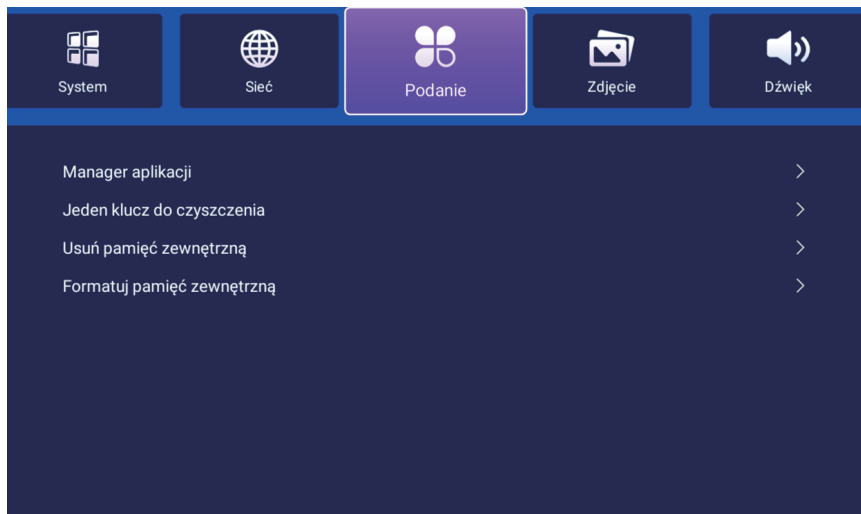 System
Sieć
Podanie
Zdjęcie
Dźwięk
Manager aplikacji
Jeden klucz do czyszczenia
Usuń pamięć zewnętrzną
Formatuj pamięć zewnętrzną